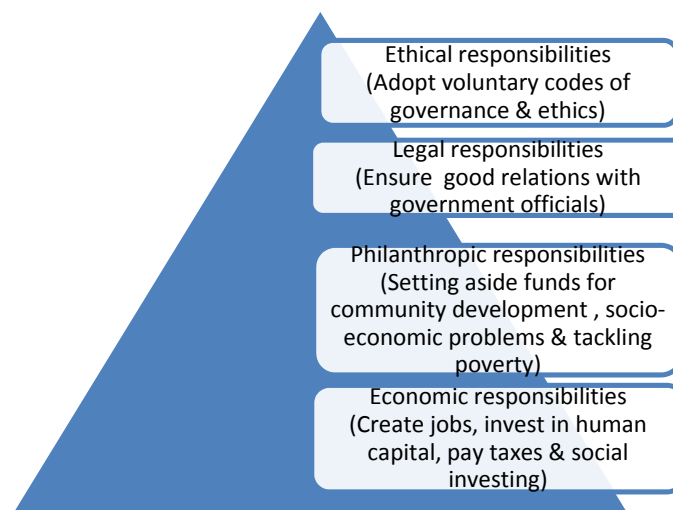 Ethical responsibilities
(Adopt voluntary codes of
governance & ethics)
Legal responsibilities
(Ensure good relations with
government officials)
Philanthropic responsibilities
(Setting aside funds for
community development , socio-
economic problems & tackling
poverty)
Economic responsibilities
(Create jobs, invest in human
capital, pay taxes & social
investing)